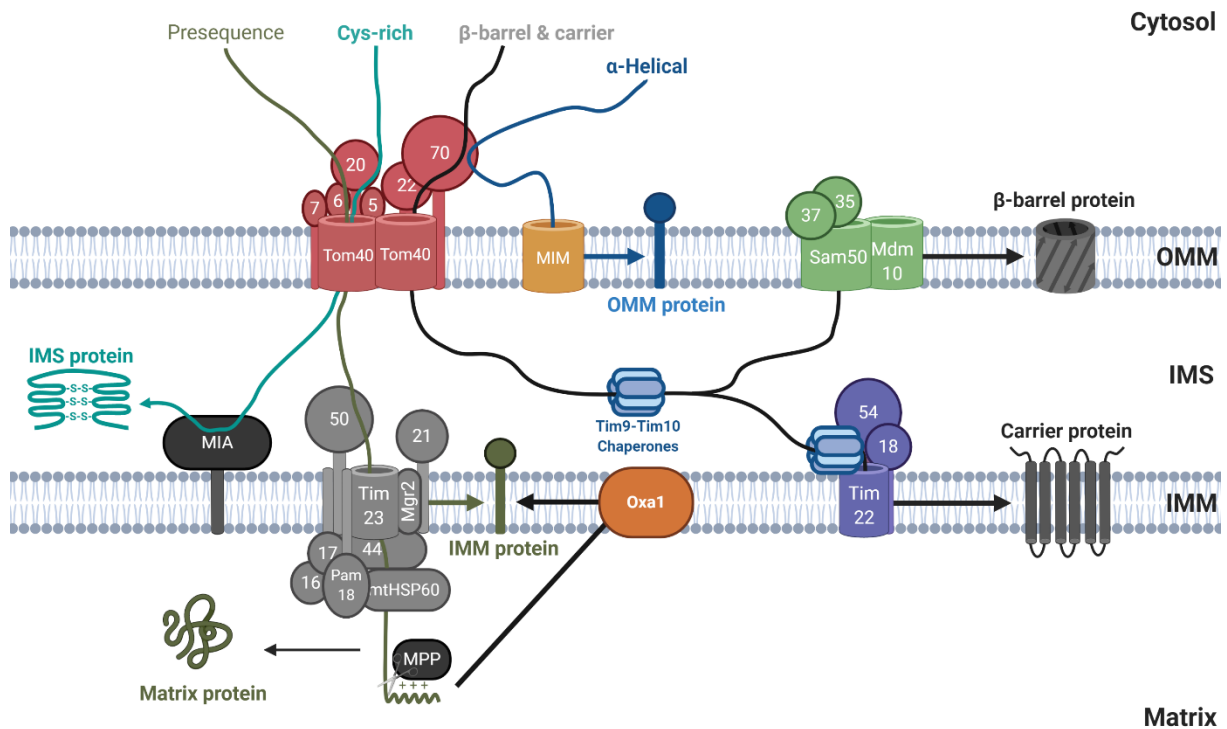 Cytosol
Presequence
Cys-rich
β-barrel & carrier
α-Helical
20
70
7
6
5
22
Tom40
Tom40
MIM
OMM protein
37
35
Sam50
Mdm
10
β-barrel protein
OMM
IMS protein
-S-S-
-S-S-
-S-S-
MIA
IMS
Tim9-Tim10
Chaperones
50
21
54
18
Carrier protein
Tim
23
Mgr2
IMM protein
Oxa1
Tim
22
IMM
17
44
16
Pam
18
mtHSP60
Matrix protein
MPP
+++
Matrix